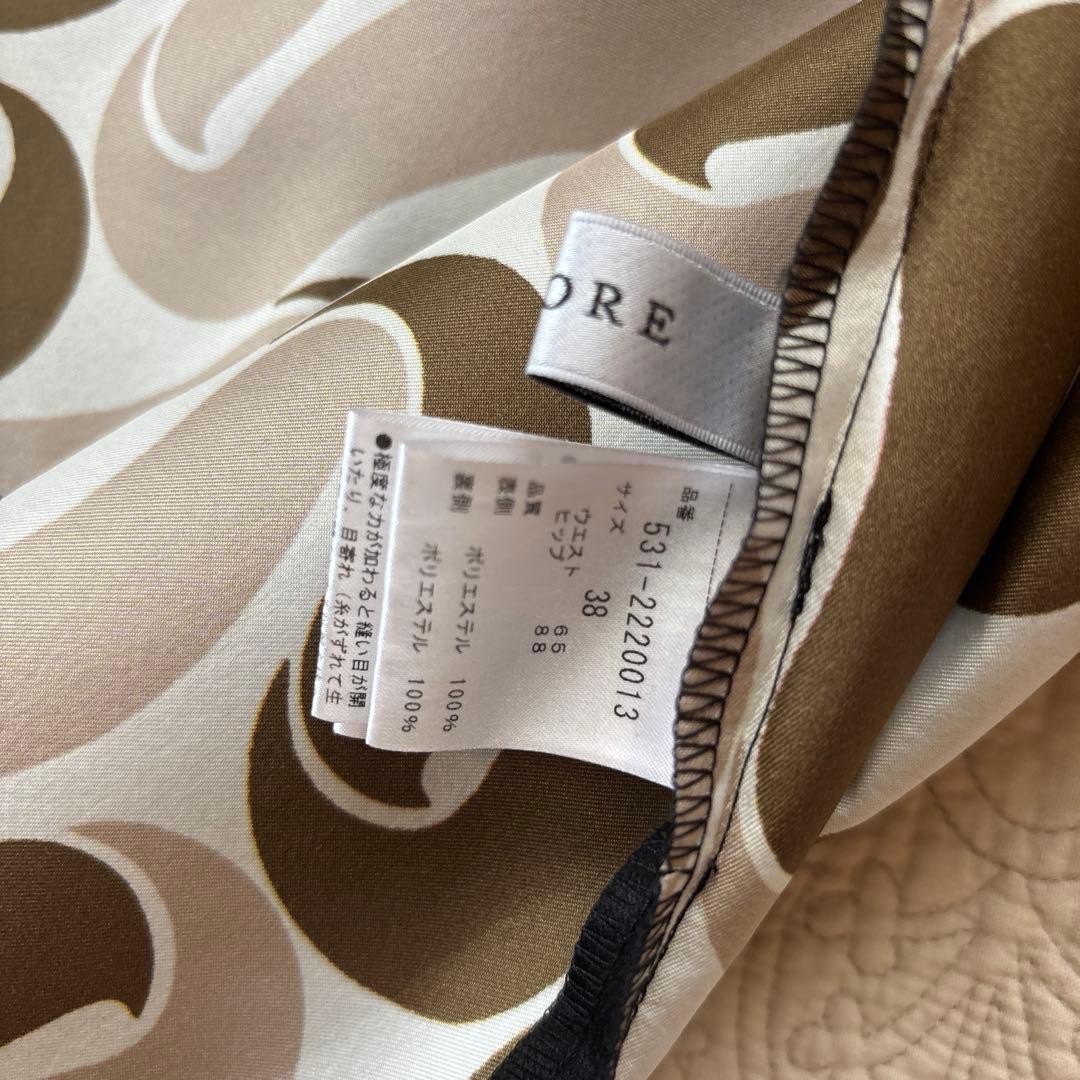 ORE
品番 531-2220013
サイズ 38
ウエスト 66
ヒップ 88
品質
表側 ポリエステル 100%
裏側 ポリエステル 100%
●極度な力が加わると縫い目が開
いたり、目寄れ（糸がずれて生